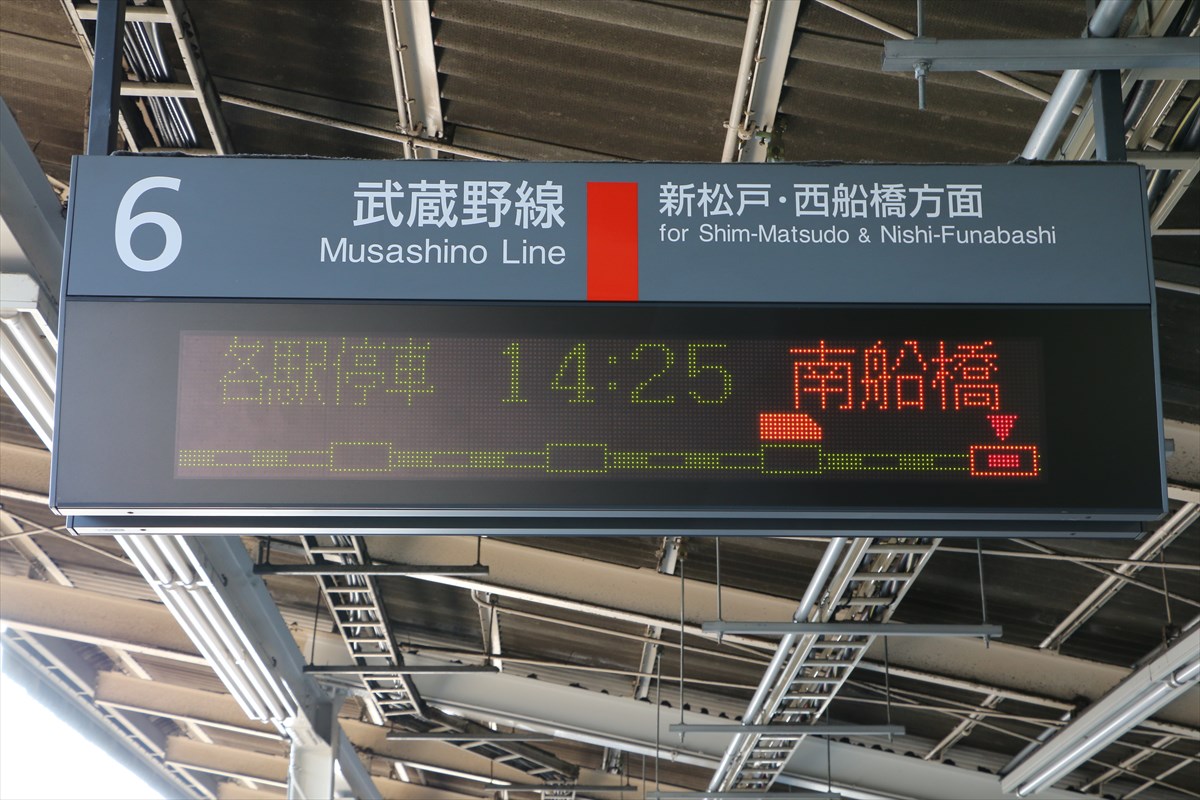 6
武蔵野線
Musashino Line
新松戸・西船橋方面
for Shim-Matsudo & Nishi-Funabashi
各駅停車 14:25 南船橋